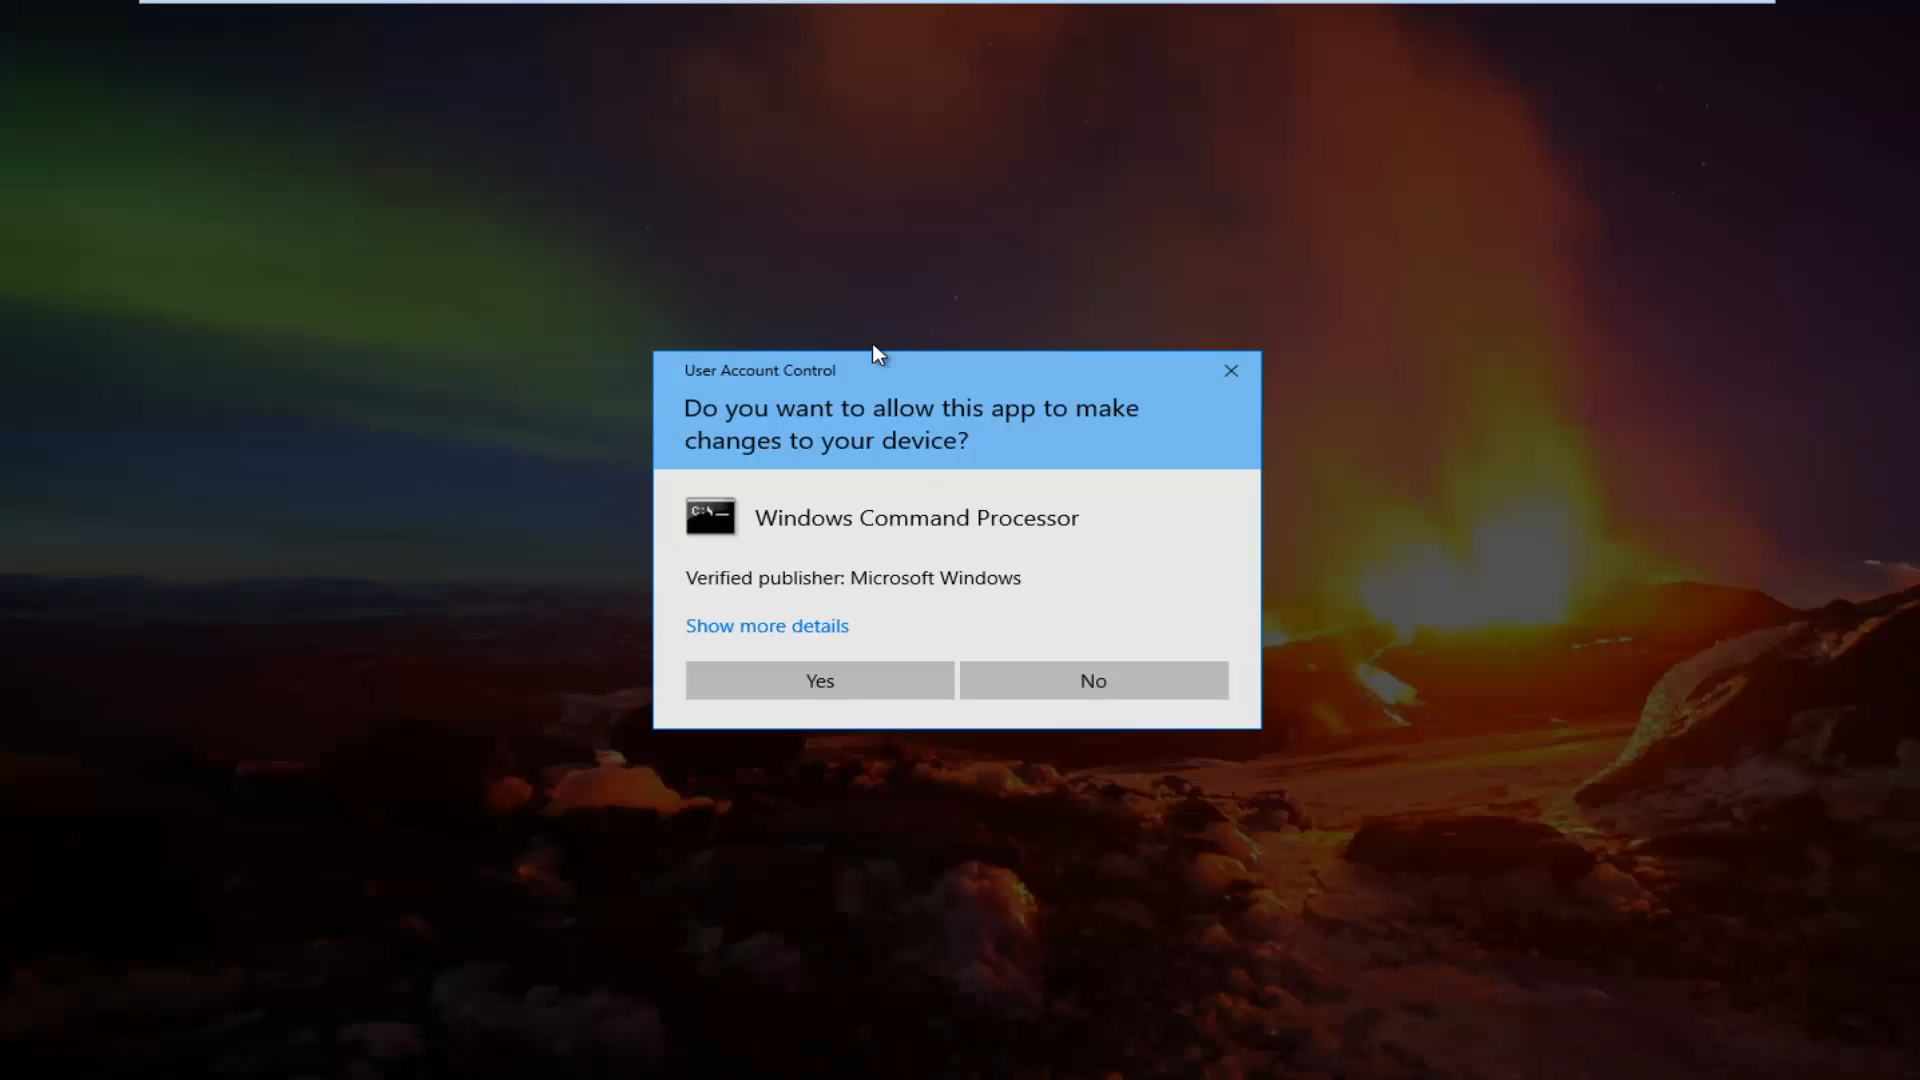 User Account Control
Do you want to allow this app to make
changes to your device?
C:\
Windows Command Processor
Verified publisher: Microsoft Windows
Show more details
Yes
No